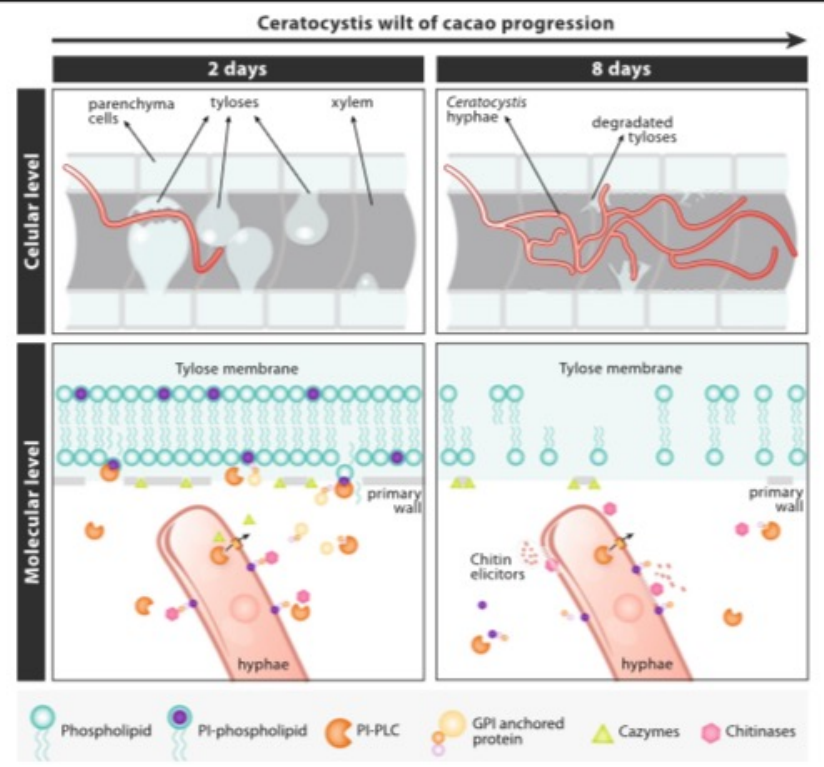 Ceratocystis wilt of cacao progression
2 days
8 days
Celular level
parenchyma
cells
tyloses
xylem
Ceratocystis
hyphae
degradated
tyloses
Molecular level
Tylose membrane
primary
wall
hyphae
Tylose membrane
primary
wall
Chitin
elicitors
hyphae
Phospholipid
PI-phospholipid
PI-PLC
GPI anchored
protein
Cazymes
Chitinases